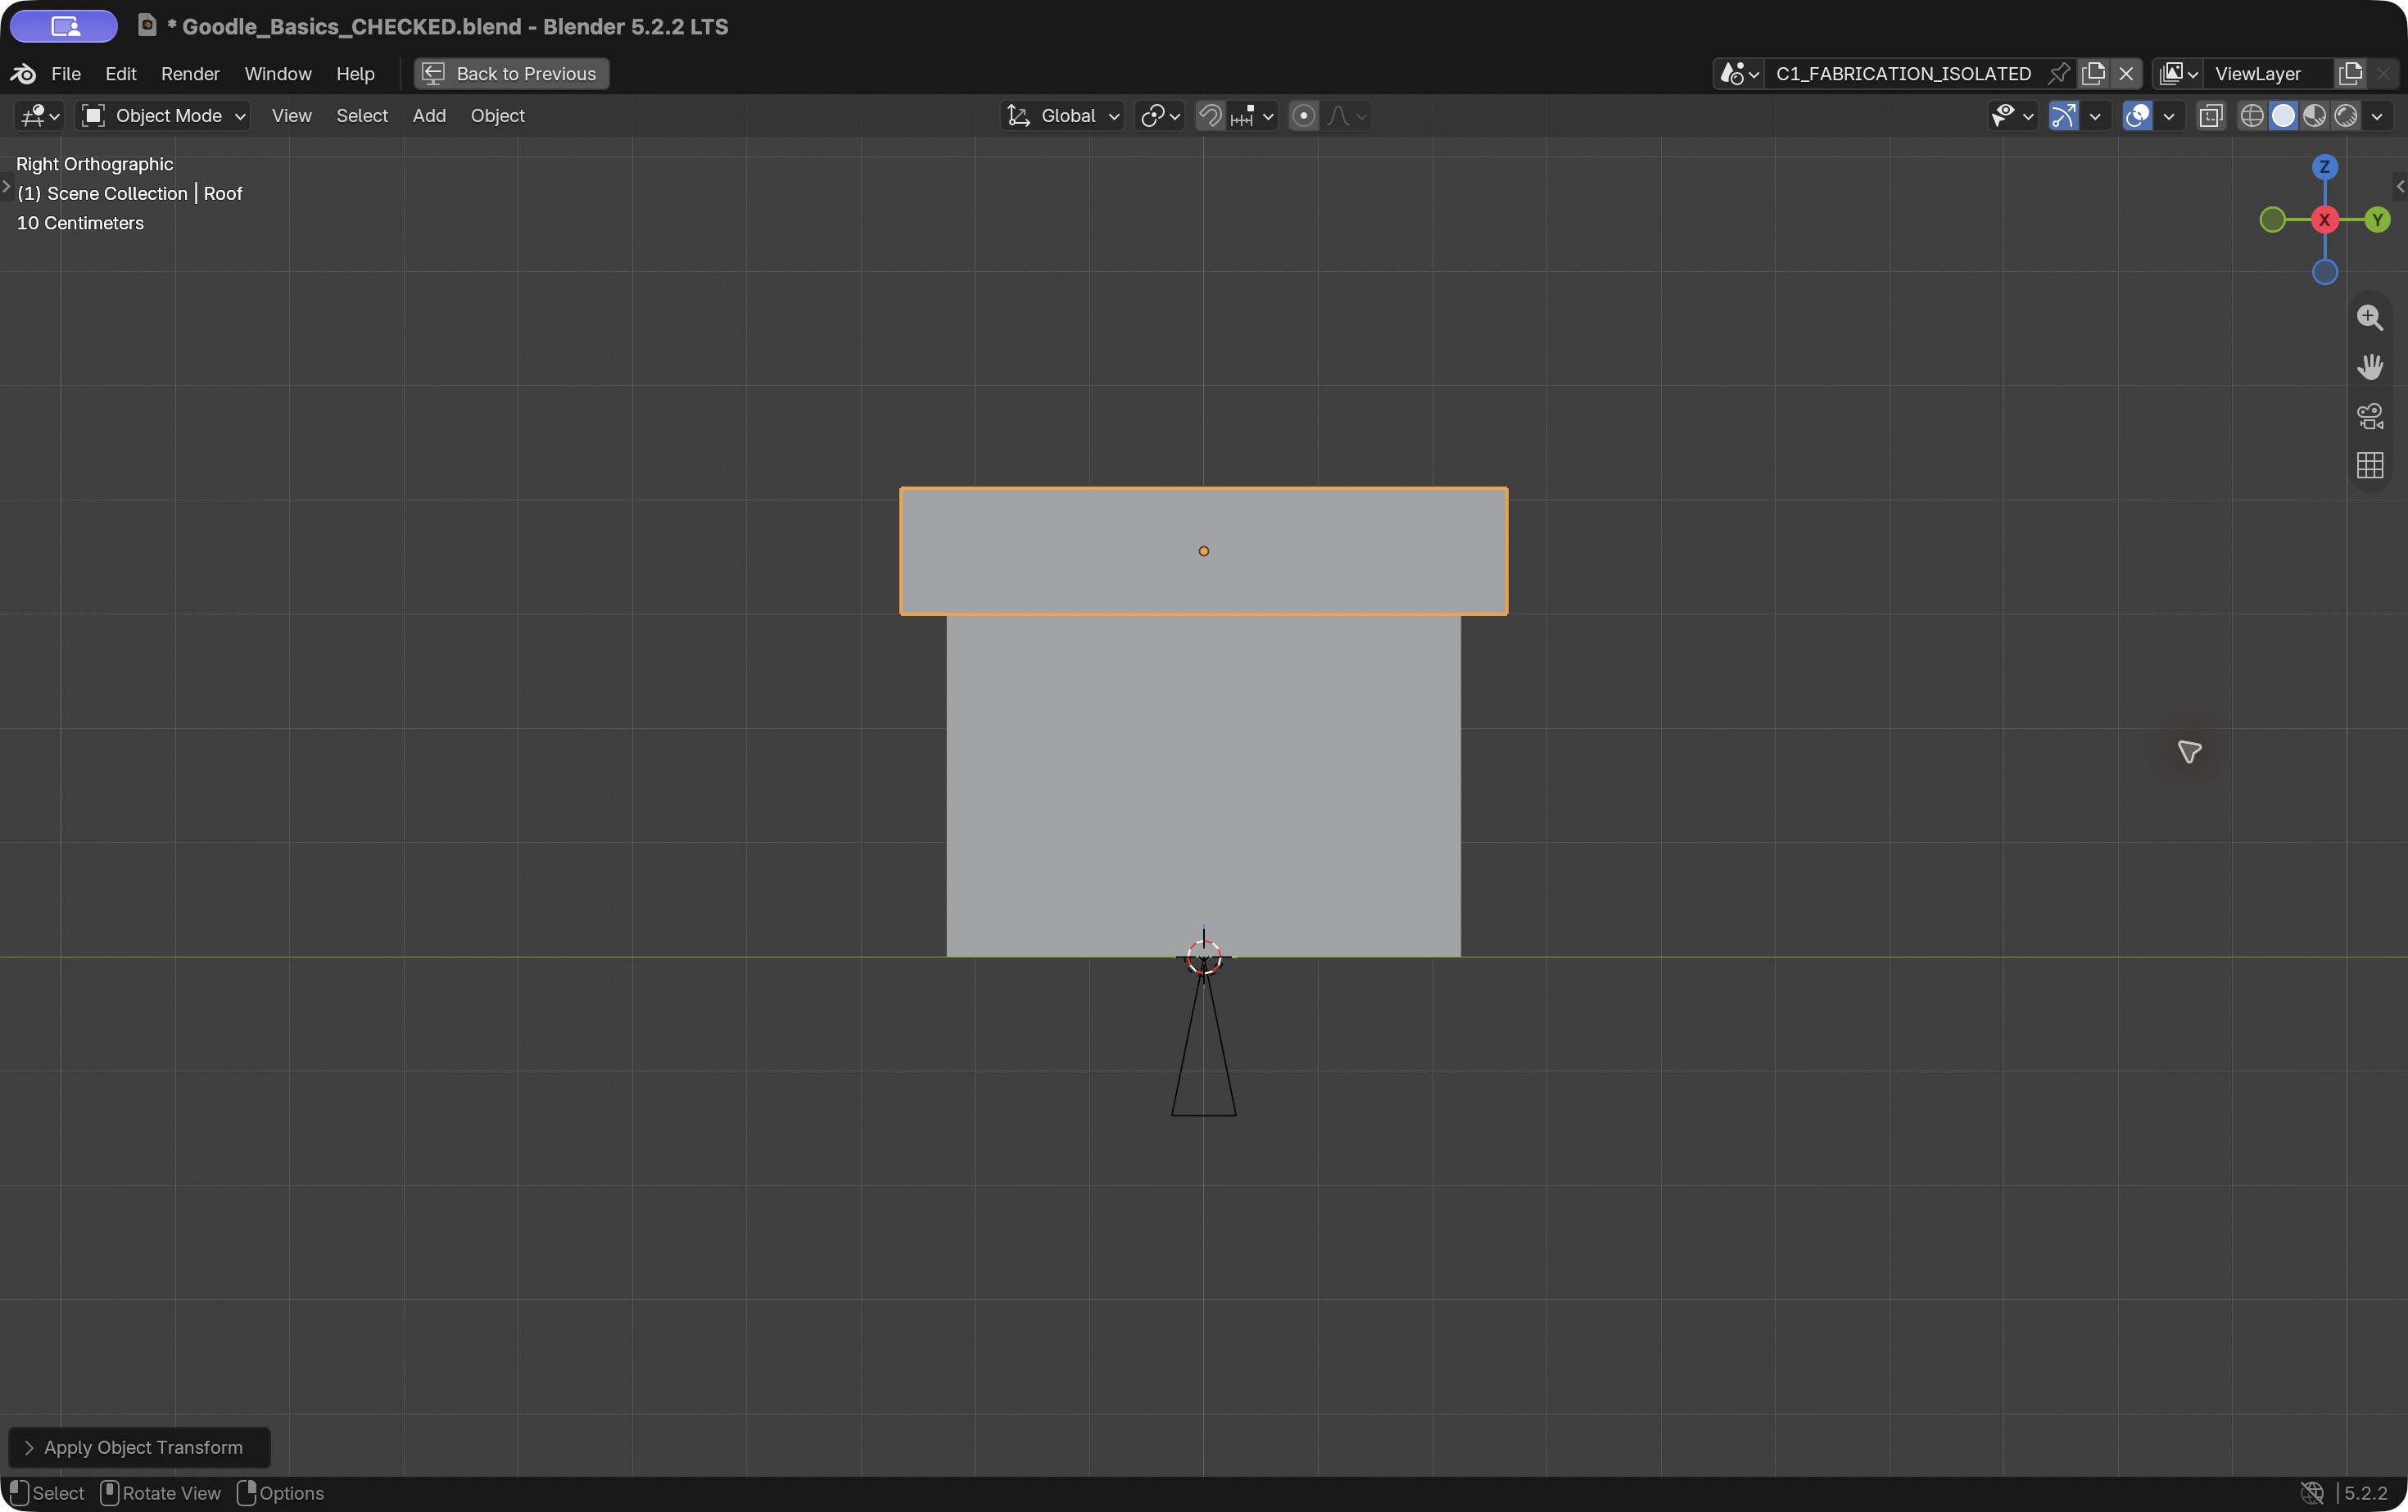 * Goodle_Basics_CHECKED.blend - Blender 5.2.2 LTS
File Edit Render Window Help Back to Previous C1_FABRICATION_ISOLATED ViewLayer
Object Mode View Select Add Object Global
Right Orthographic
(1) Scene Collection | Roof
10 Centimeters
Z
X Y
Apply Object Transform
Select Rotate View Options 5.2.2